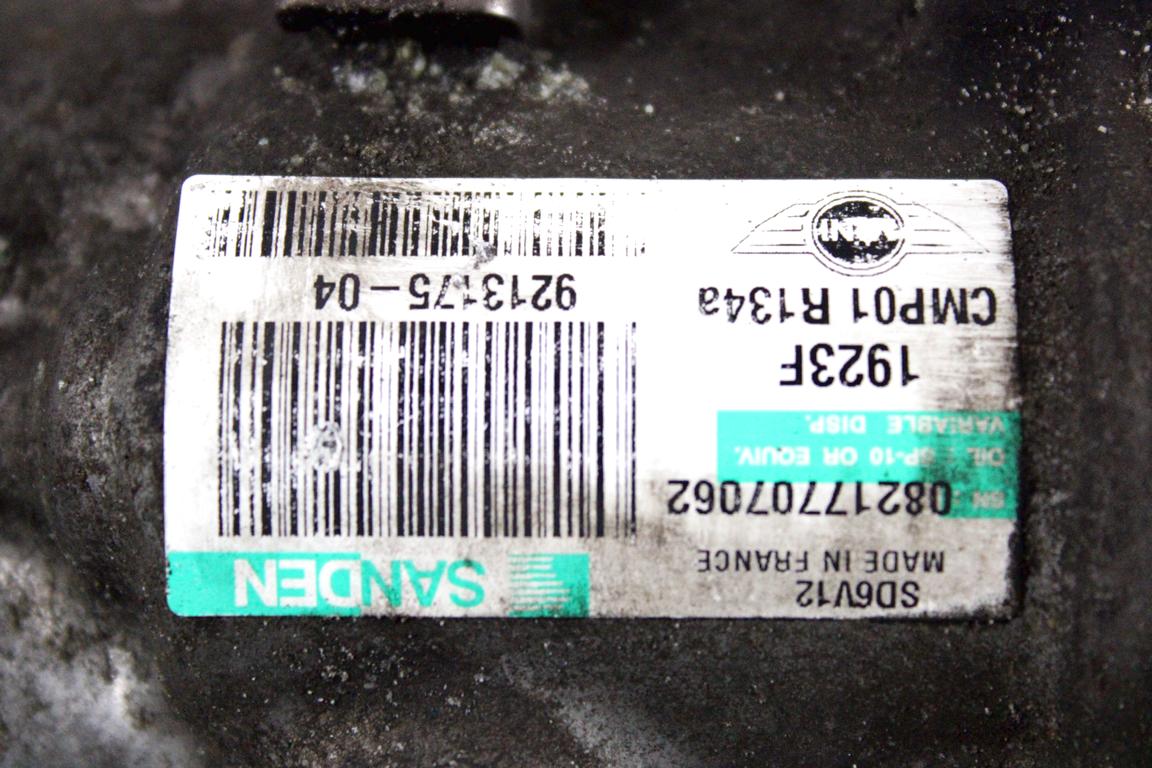 SD6V12
MADE IN FRANCE
SANDEN
SN : 08217707062
OIL : SP-10 OR EQUIV.
VARIABLE DISP.
1923F
CMP01 R134a
9213175-04
MINI